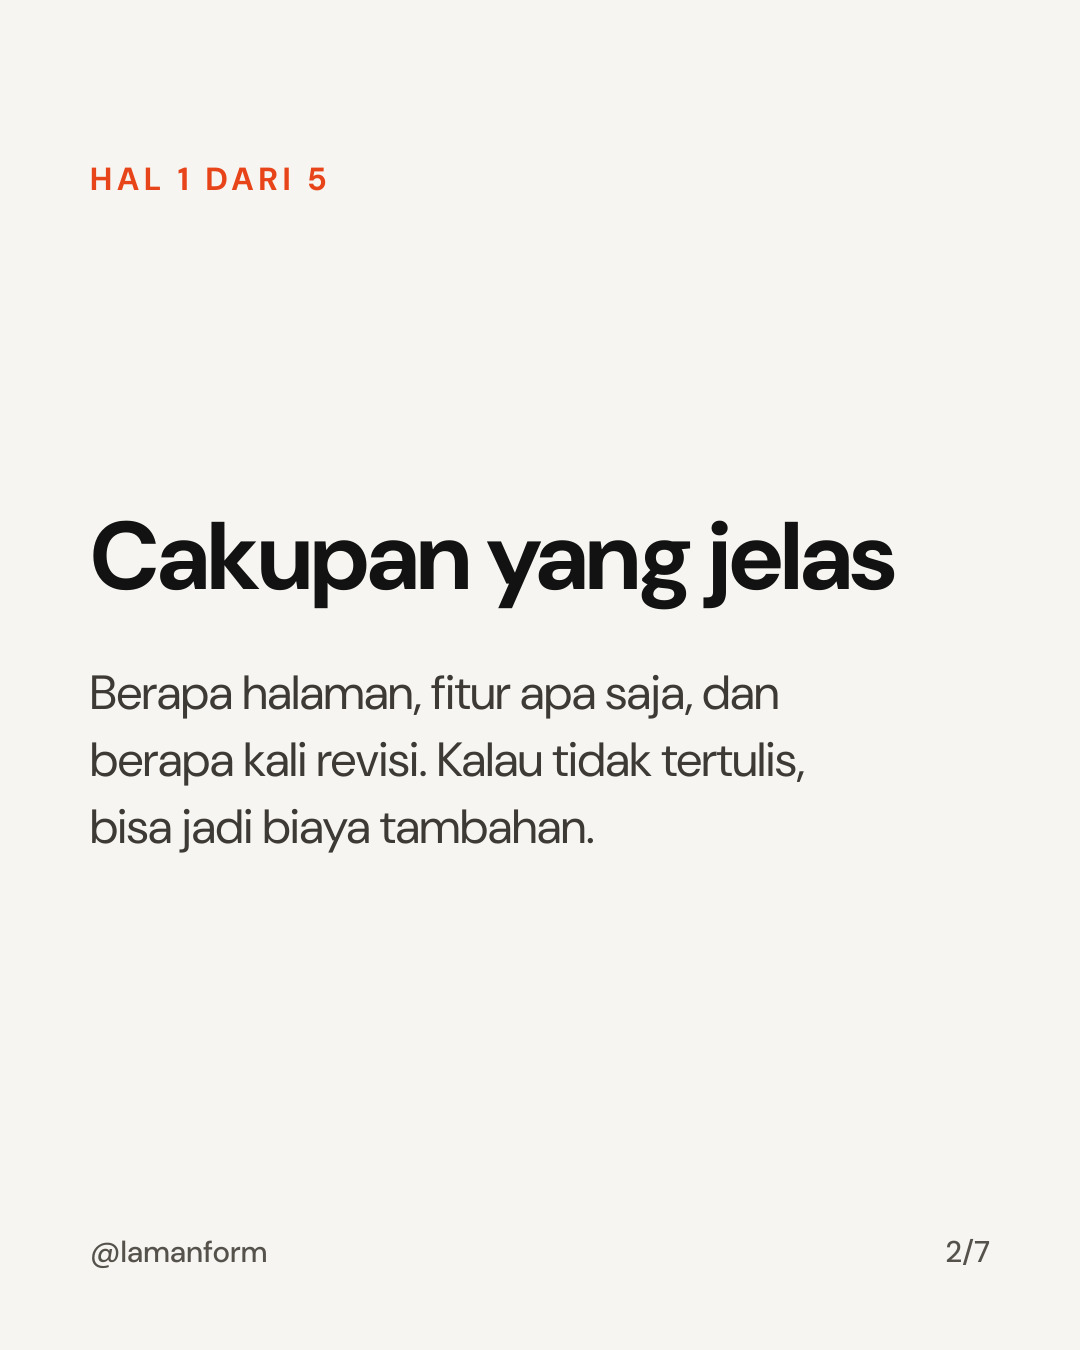 HAL 1 DARI 5
Cakupan yang jelas
Berapa halaman, fitur apa saja, dan
berapa kali revisi. Kalau tidak tertulis,
bisa jadi biaya tambahan.
@lamanform
2/7